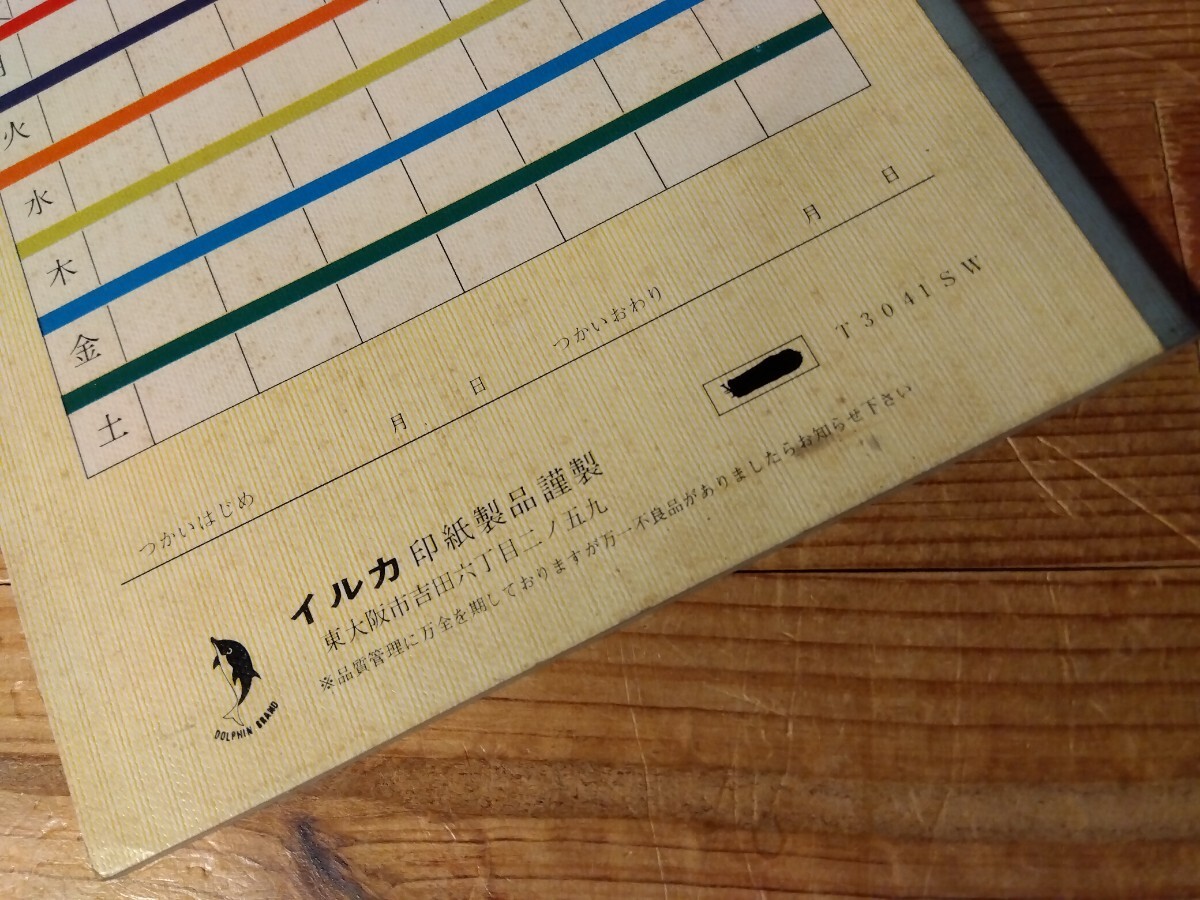 月
火
水
木
金
土
つかいはじめ 月 日 つかいおわり 月 日
T3041SW
イルカ印紙製品謹製
東大阪市吉田六丁目二ノ五九
※品質管理に万全を期しておりますが万一不良品がありましたらお知らせ下さい
DOLPHIN BRAND